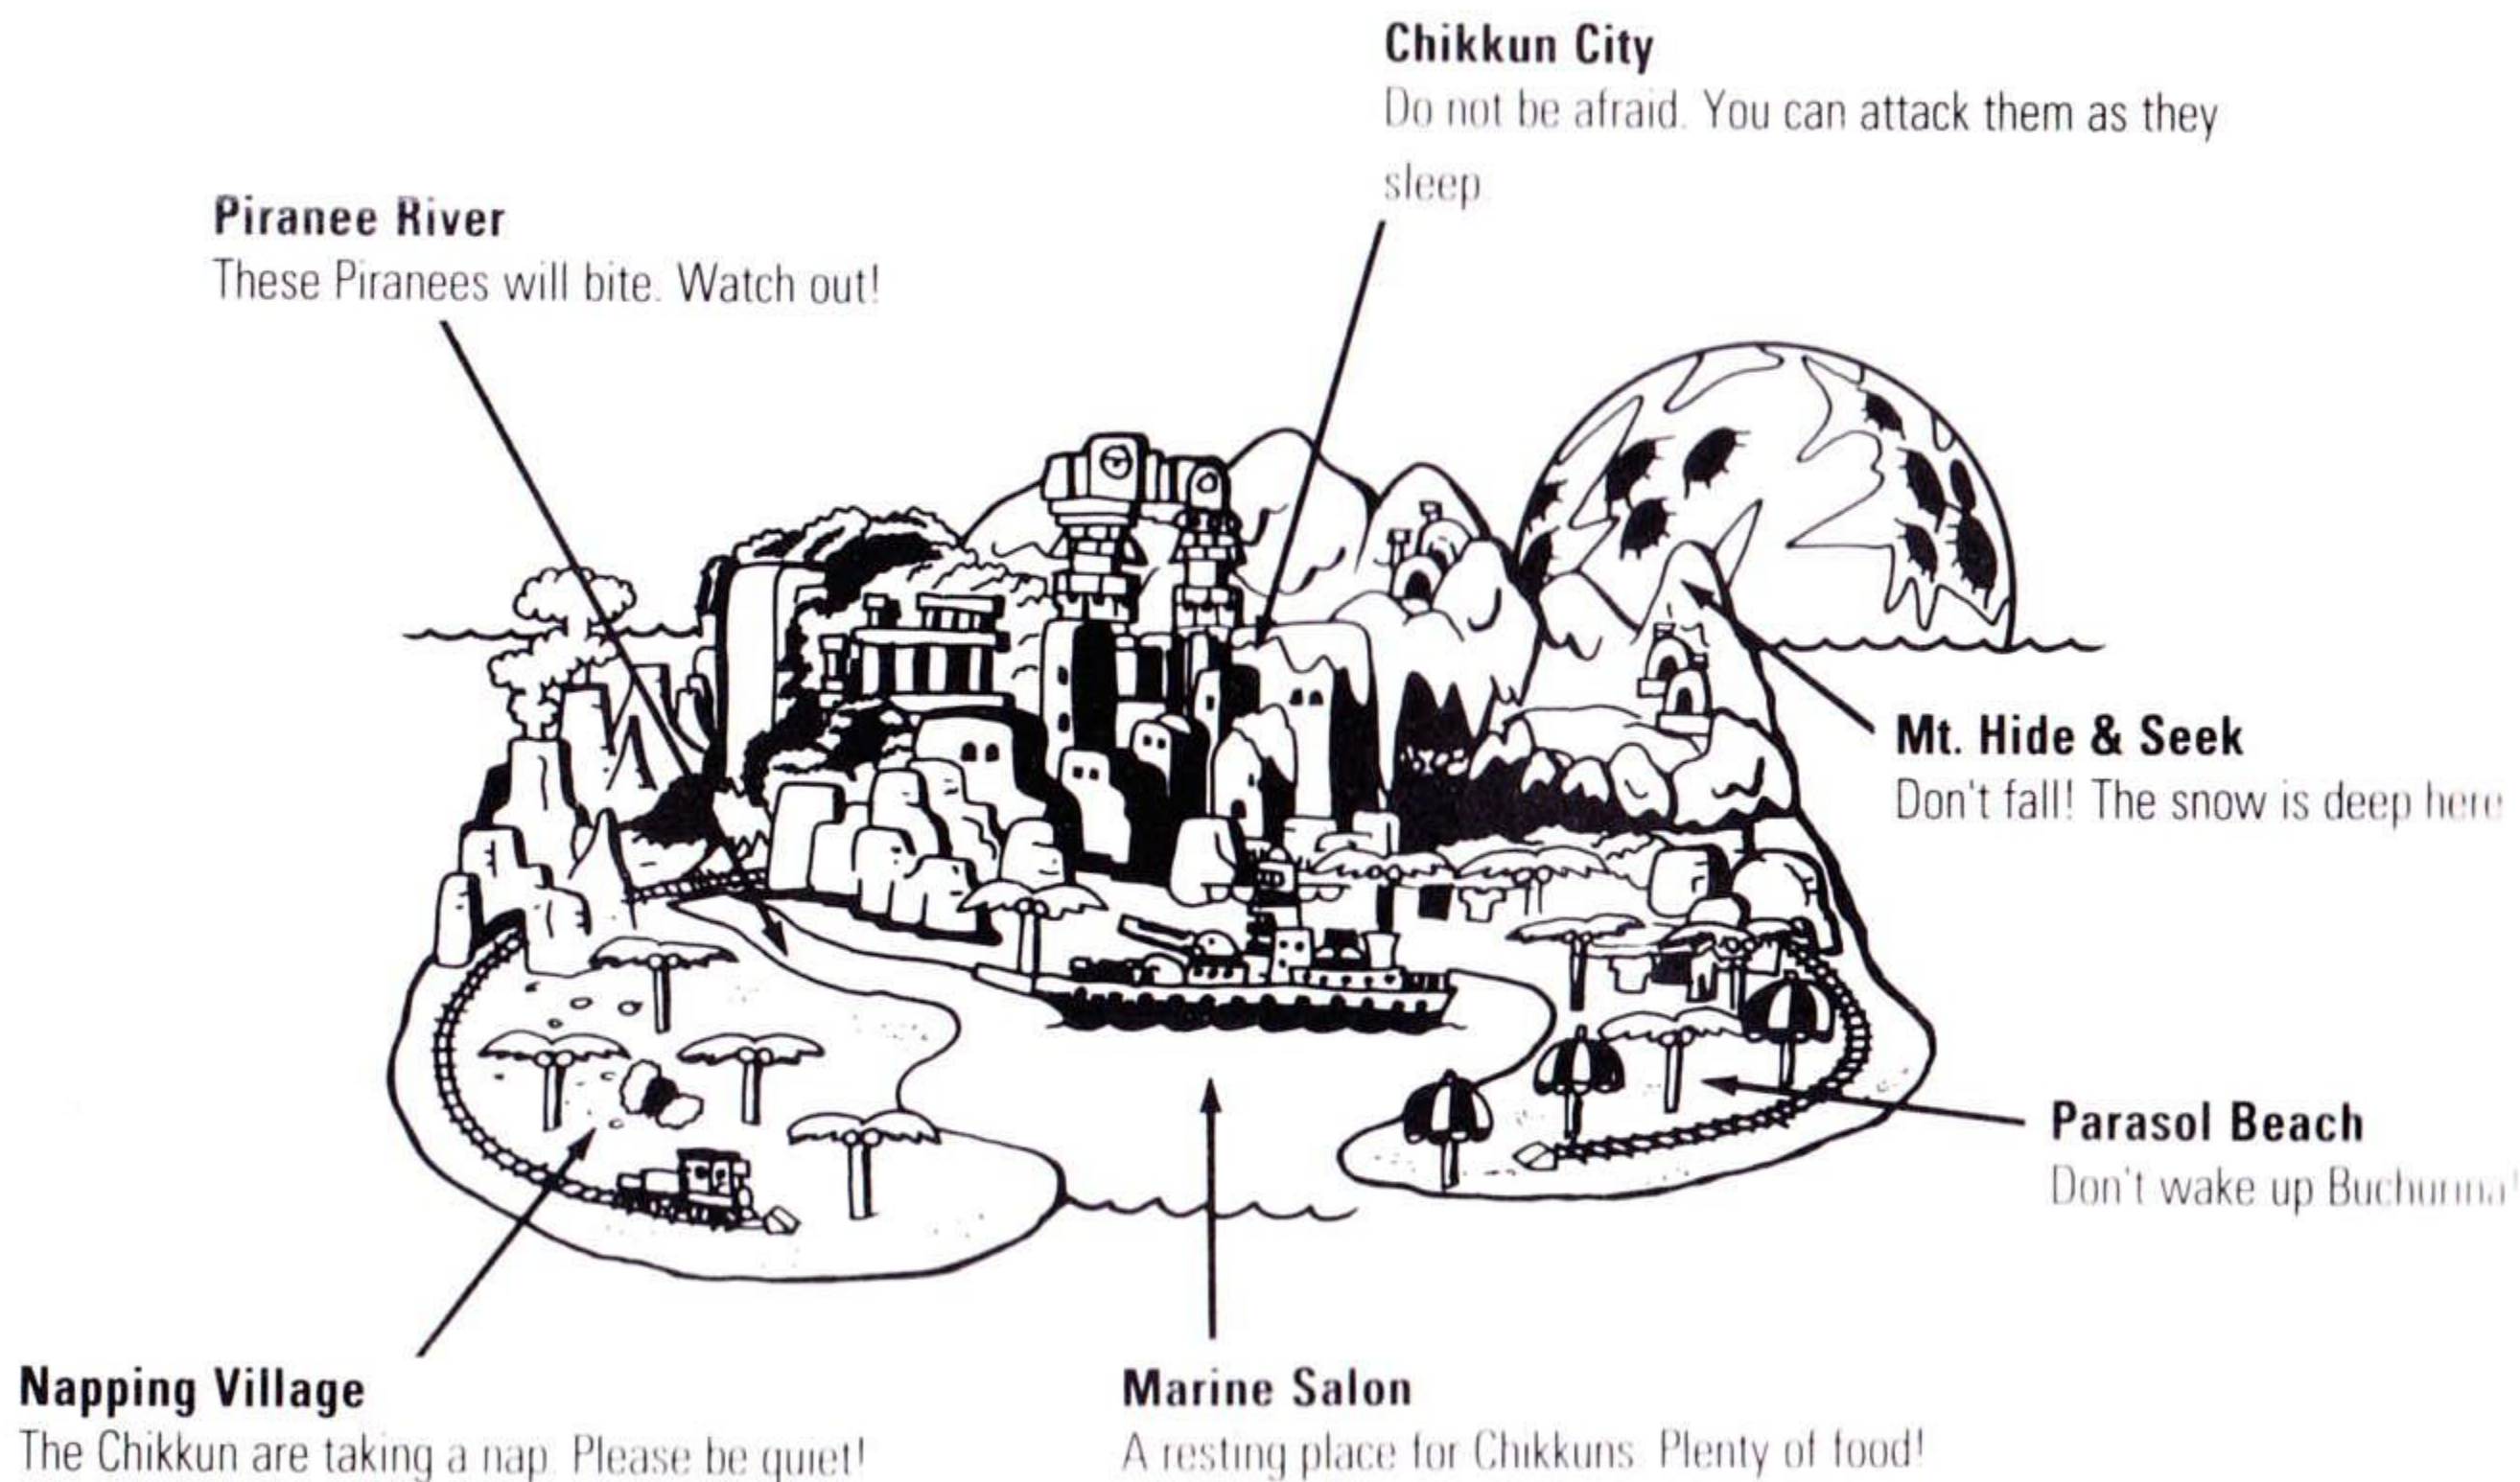 Chikkun City
Do not be afraid. You can attack them as they
sleep
Piranee River
These Piranees will bite. Watch out!
Mt. Hide & Seek
Don't fall! The snow is deep here
Parasol Beach
Don't wake up
Napping Village
The Chikkun are taking a nap. Please be quiet!
Marine Salon
A resting place for Chikkuns. Plenty of food!